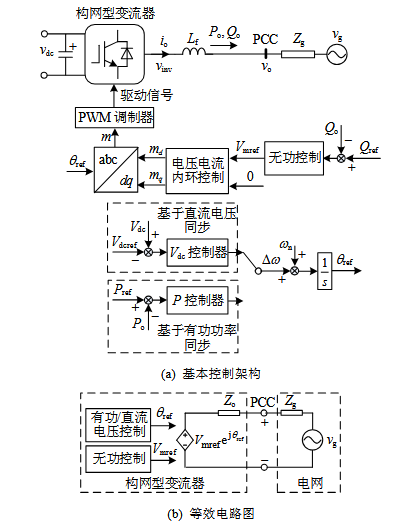 构网型变流器
v_dc
+
−
i_o
L_f
P_o, Q_o
PCC
Z_g
v_g
v_inv
v_o
驱动信号
PWM 调制器
m
θ_ref
abc
dq
m_d
m_q
电压电流
内环控制
V_mref
0
无功控制
Q_o
−
+
Q_ref
基于直流电压
同步
V_dc
+
V_dcref
−
V_dc 控制器
ω_n
+
Δω
+
1
s
θ_ref
P_ref
+
P_o
−
P 控制器
基于有功功率
同步
(a) 基本控制架构
有功/直流
电压控制
θ_ref
无功控制
V_mref
+
−
V_mref e^jθ_ref
Z_o
PCC
+
−
Z_g
v_g
构网型变流器
电网
(b) 等效电路图